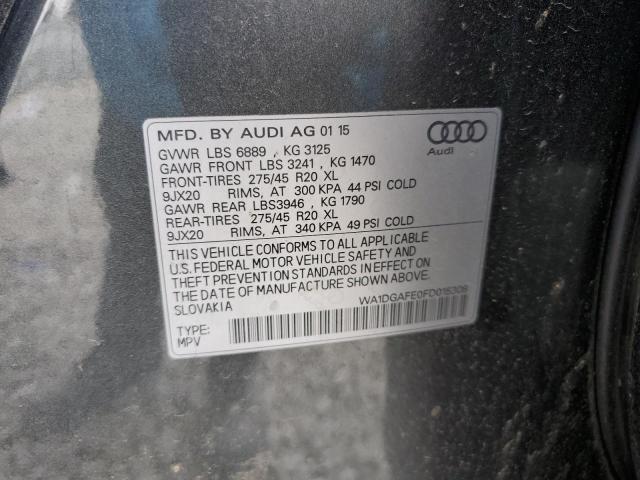 MFD. BY AUDI AG 01 15
GVWR LBS 6889 , KG 3125
GAWR FRONT LBS 3241 , KG 1470
FRONT-TIRES 275/45 R20 XL
9JX20 RIMS, AT 300 KPA 44 PSI COLD
GAWR REAR LBS3946 , KG 1790
REAR-TIRES 275/45 R20 XL
9JX20 RIMS, AT 340 KPA 49 PSI COLD
THIS VEHICLE CONFORMS TO ALL APPLICABLE
U.S. FEDERAL MOTOR VEHICLE SAFETY AND
THEFT PREVENTION STANDARDS IN EFFECT ON
THE DATE OF MANUFACTURE SHOWN ABOVE.
SLOVAKIA
WA1DGAFE0FD015308
TYPE:
MPV
Audi